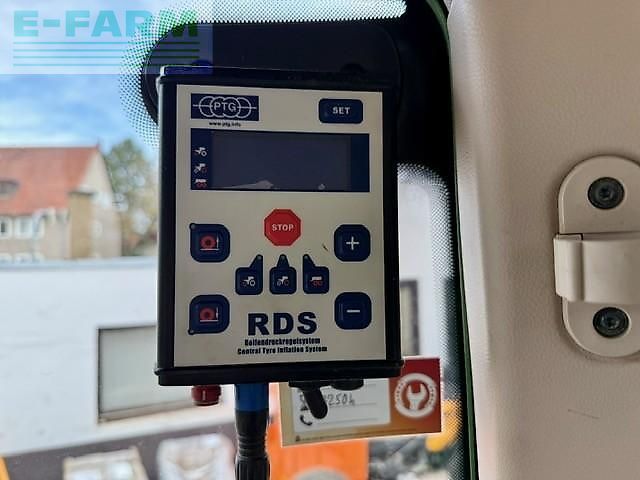 E-FARM
PTG
www.ptg.info
SET
STOP
RDS
Reifendruckregelsystem
Central Tyre Inflation System